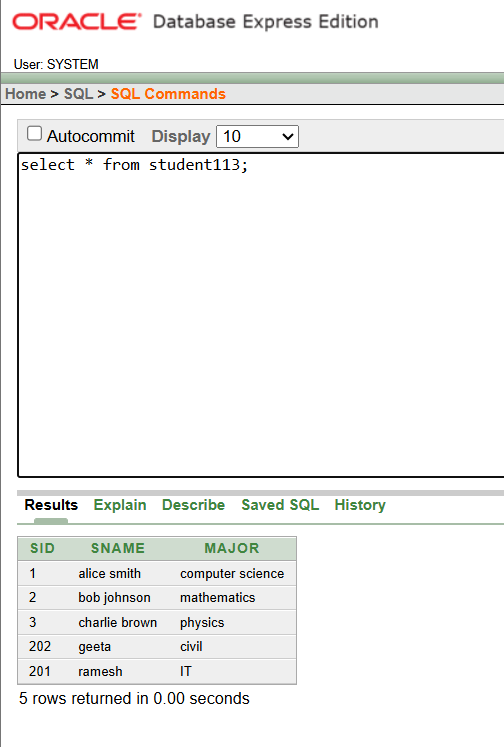 ORACLE Database Express Edition
User: SYSTEM
Home > SQL > SQL Commands
Autocommit Display 10
select * from student113;
Results Explain Describe Saved SQL History
SID SNAME MAJOR
1 alice smith computer science
2 bob johnson mathematics
3 charlie brown physics
202 geeta civil
201 ramesh IT
5 rows returned in 0.00 seconds